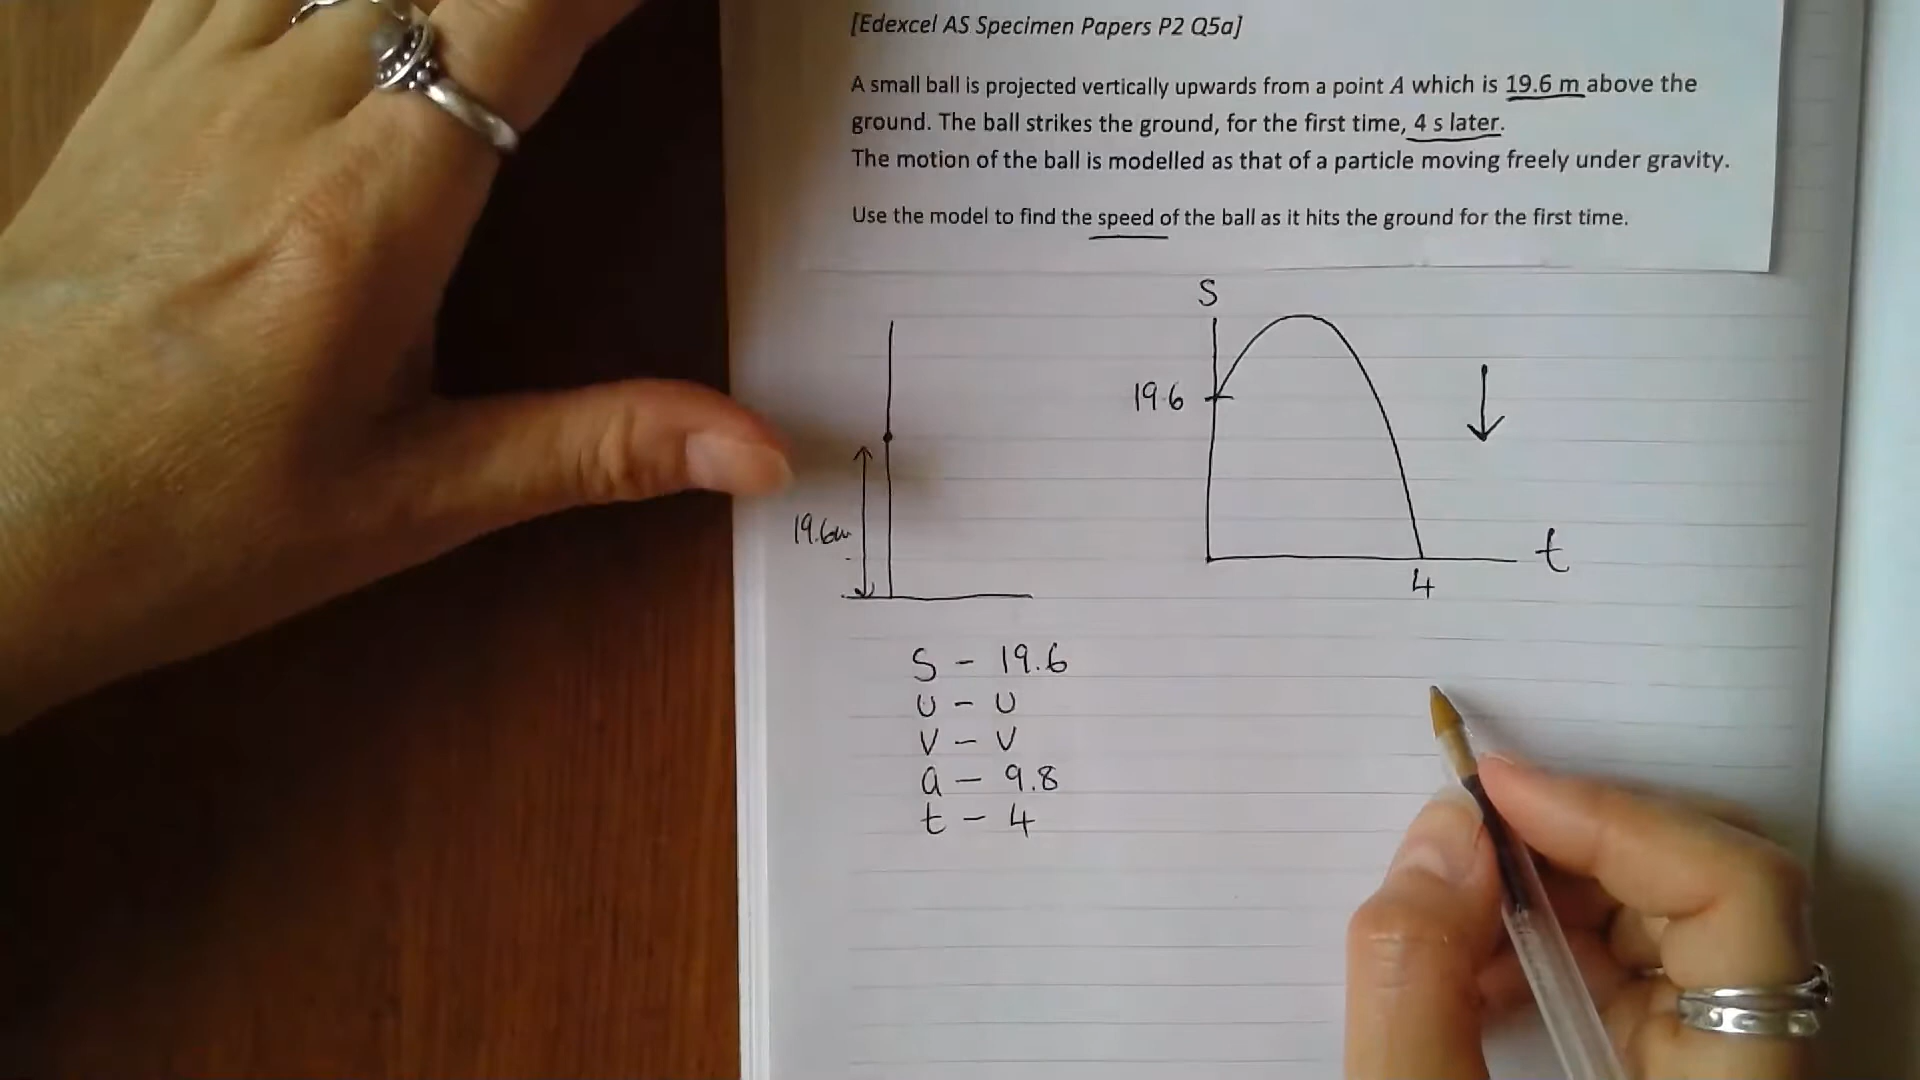 [Edexcel AS Specimen Papers P2 Q5a]
A small ball is projected vertically upwards from a point A which is 19.6 m above the
ground. The ball strikes the ground, for the first time, 4 s later.
The motion of the ball is modelled as that of a particle moving freely under gravity.
Use the model to find the speed of the ball as it hits the ground for the first time.
S
19.6
t
4
19.6m
S - 19.6
U - U
V - V
a - 9.8
t - 4